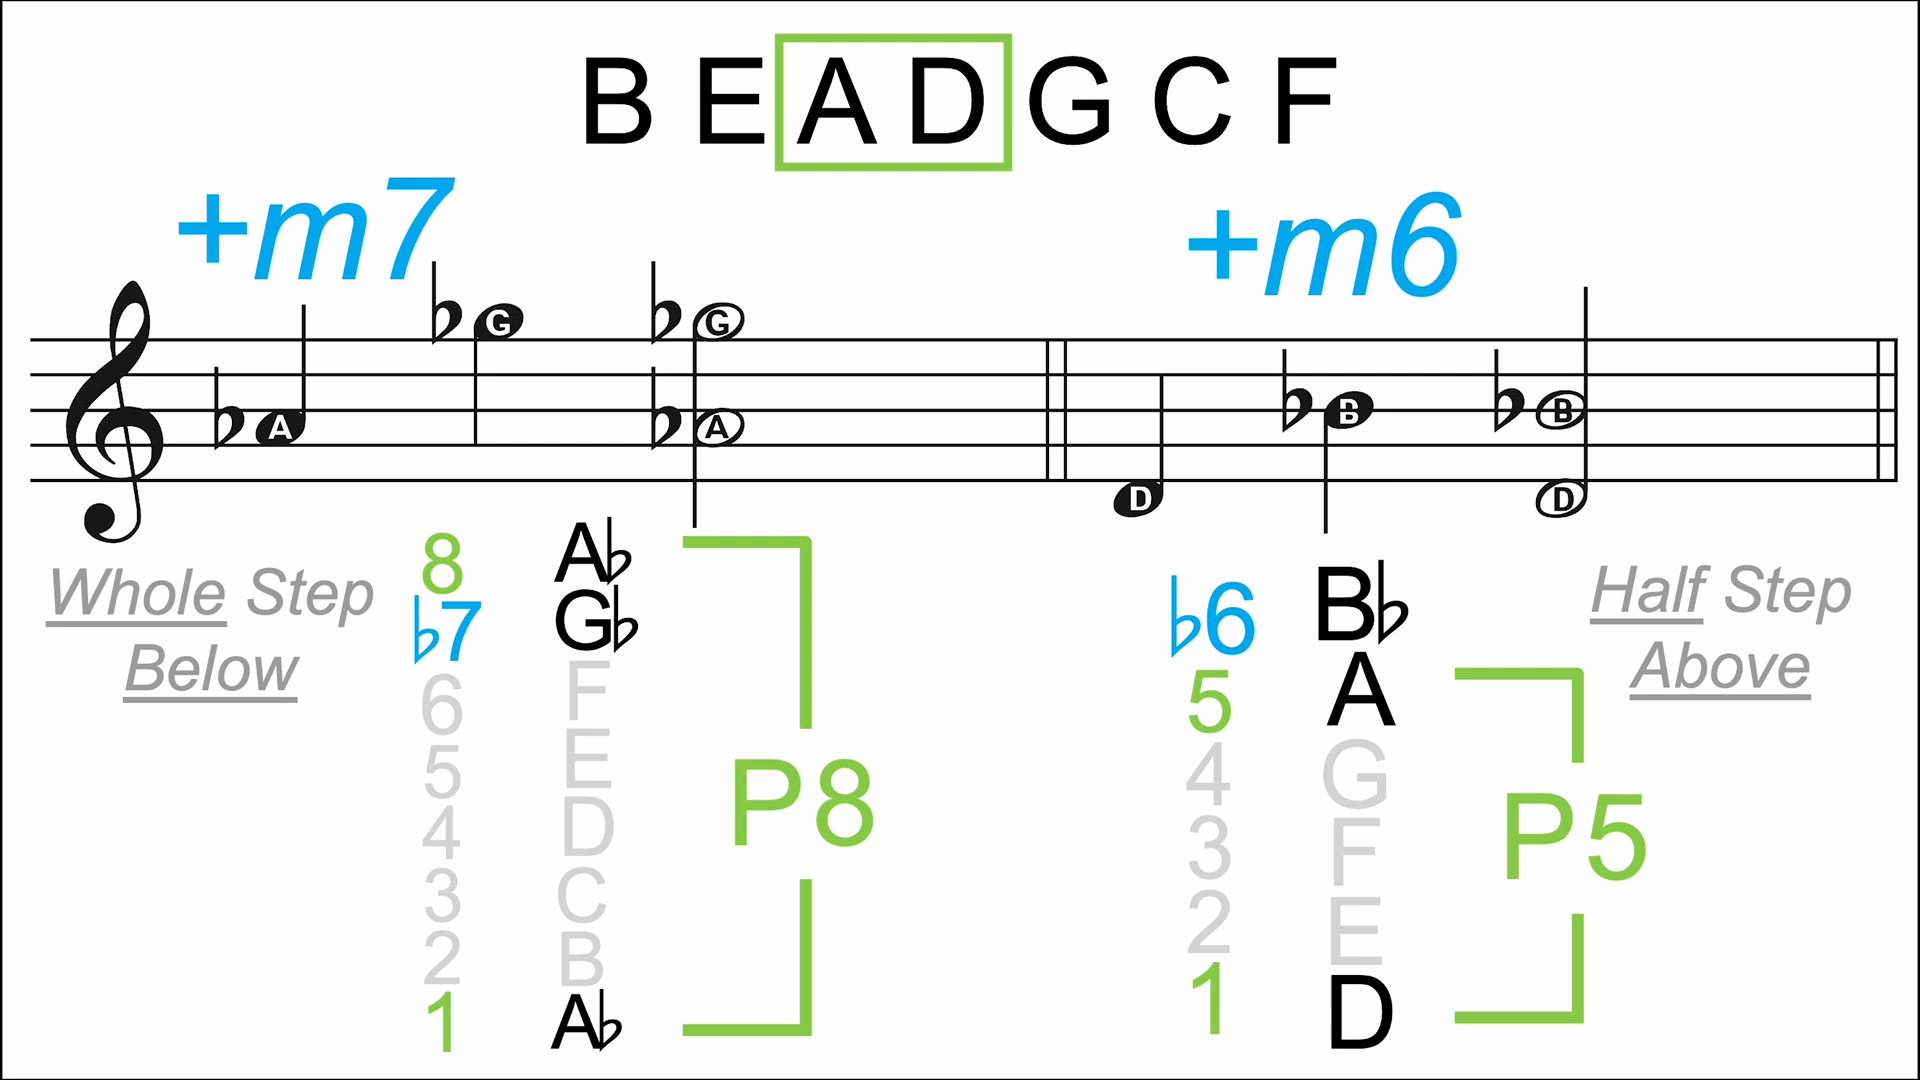 B E A D G C F
+m7
+m6
♭A ♭G ♭G
♭A
D ♭B ♭B
D
Whole Step
Below
8 A♭
♭7 G♭
6 F
5 E
4 D
3 C
2 B
1 A♭
P8
♭6 B♭
5 A
4 G
3 F
2 E
1 D
P5
Half Step
Above